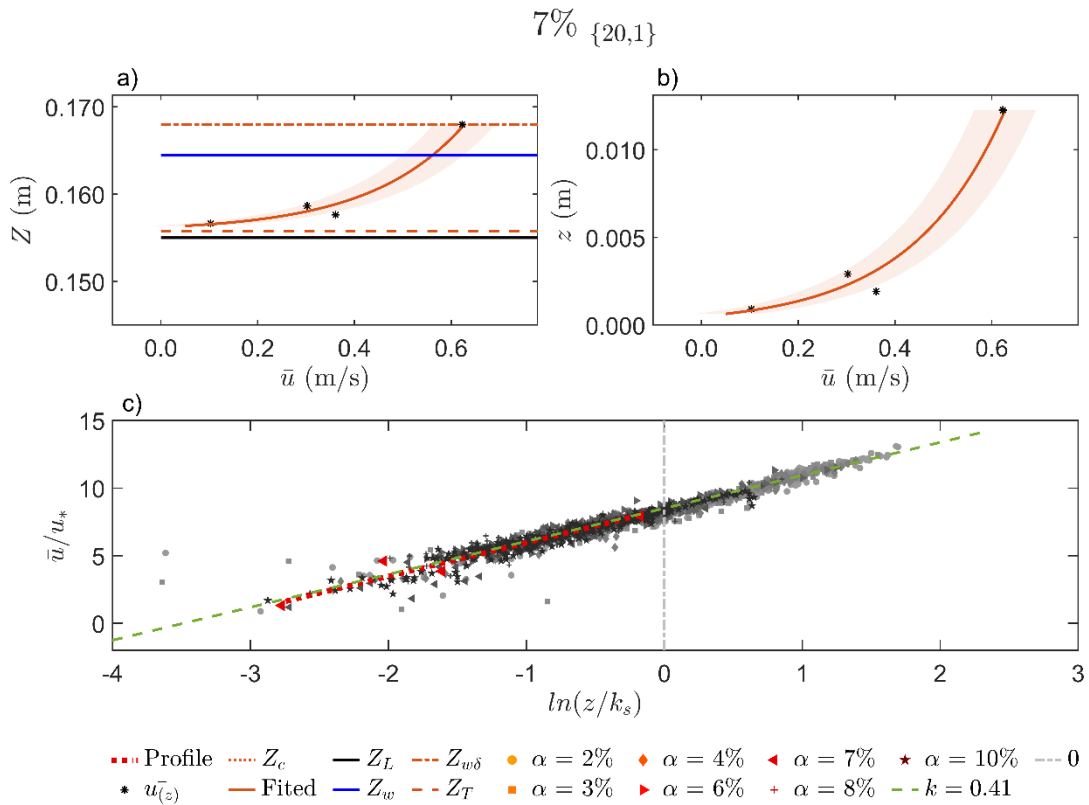 7% {20,1}
a)
b)
0.170
0.160
0.150
Z (m)
0.0 0.2 0.4 0.6
ū (m/s)
0.010
0.005
0.000
z (m)
0.0 0.2 0.4 0.6
ū (m/s)
c)
15
10
5
0
ū/u*
-4 -3 -2 -1 0 1 2 3
ln(z/ks)
Profile Zc ZL Zwδ α = 2% α = 4% α = 7% α = 10% 0
ū(z) Fited Zw ZT α = 3% α = 6% α = 8% k = 0.41